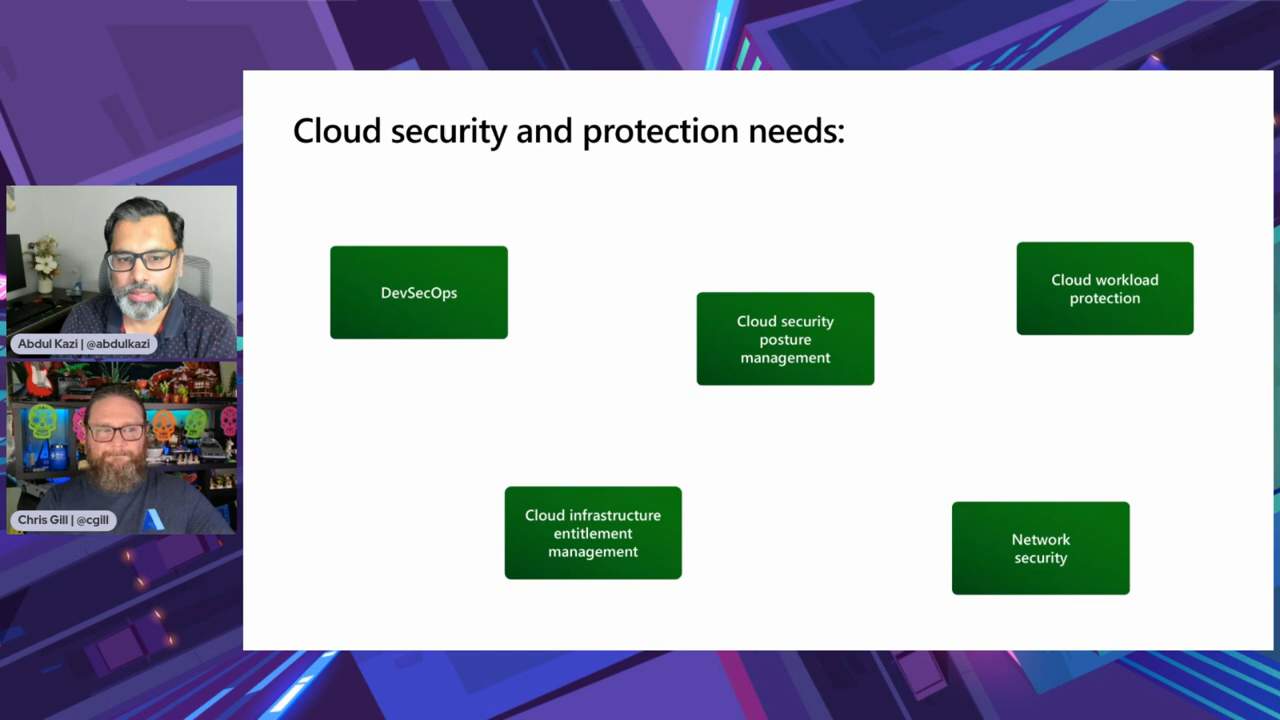 Cloud security and protection needs:
DevSecOps
Cloud security
posture
management
Cloud workload
protection
Cloud infrastructure
entitlement
management
Network
security
Abdul Kazi | @abdulkazi
Chris Gill | @cgill